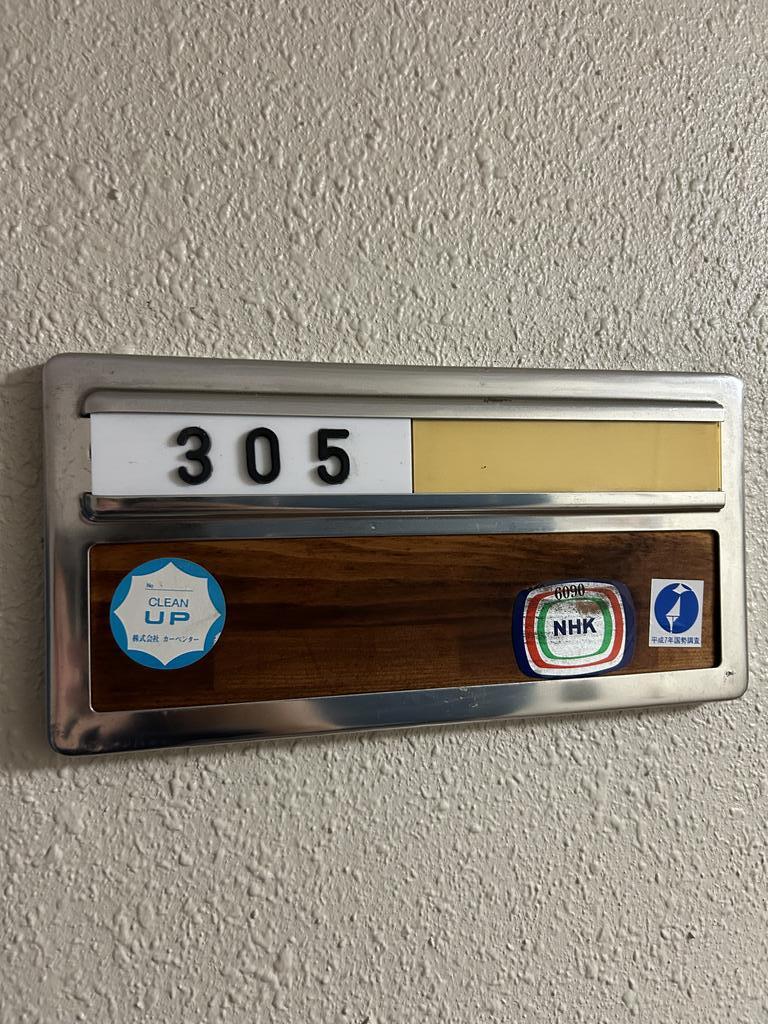 305
No
CLEAN
UP
株式会社 カーペンター
6090
NHK
平成7年国勢調査